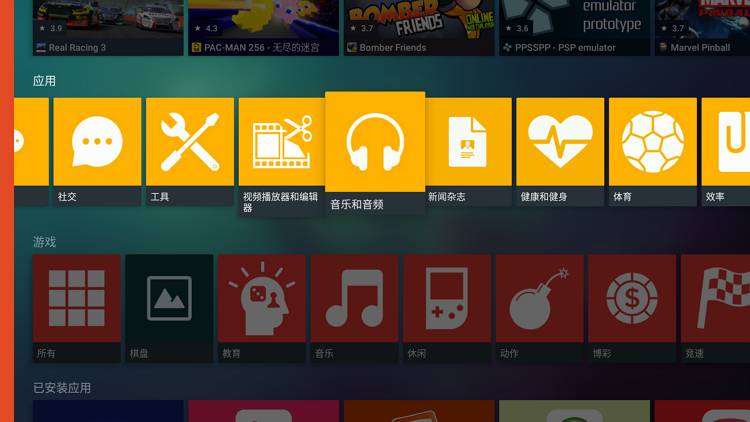 BOMBER
FRIENDS
ONLINE
emulator
prototype
★ 3.9
★ 4.3
★ 3.7
★ 3.6
★ 3.7
Real Racing 3
PAC-MAN 256 - 无尽的迷宫
Bomber Friends
PPSSPP - PSP emulator
Marvel Pinball
应用
社交
工具
视频播放器和编辑
器
音乐和音频
新闻杂志
健康和健身
体育
效率
游戏
所有
棋盘
教育
音乐
休闲
动作
博彩
竞速
已安装应用